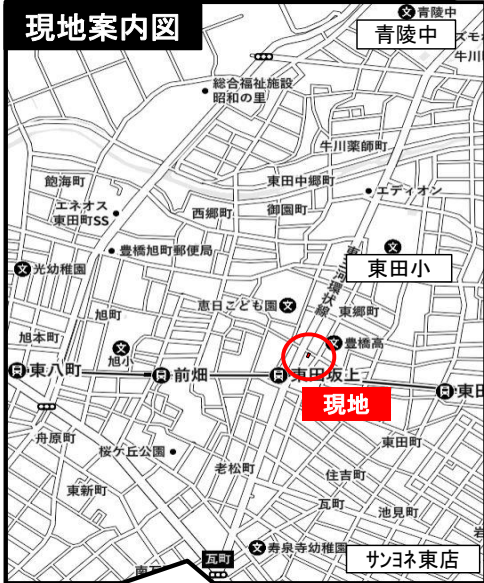 現地案内図
青陵中
青陵中
ズモ
牛川
総合福祉施設
昭和の里
牛川薬師町
飽海町
東田中郷町
エネオス
東田町SS
西郷町
御園町
エディオン
豊橋旭町郵便局
光幼稚園
東田小
旭町
恵日こども園
環状線
東郷町
旭本町
旭小
豊橋高
東八町
前畑
東田坂上
東田
現地
舟原町
桜ケ丘公園
老松町
東田町
東新町
住吉町
瓦町
池見町
瓦町
寿泉寺幼稚園
サンヨネ東店